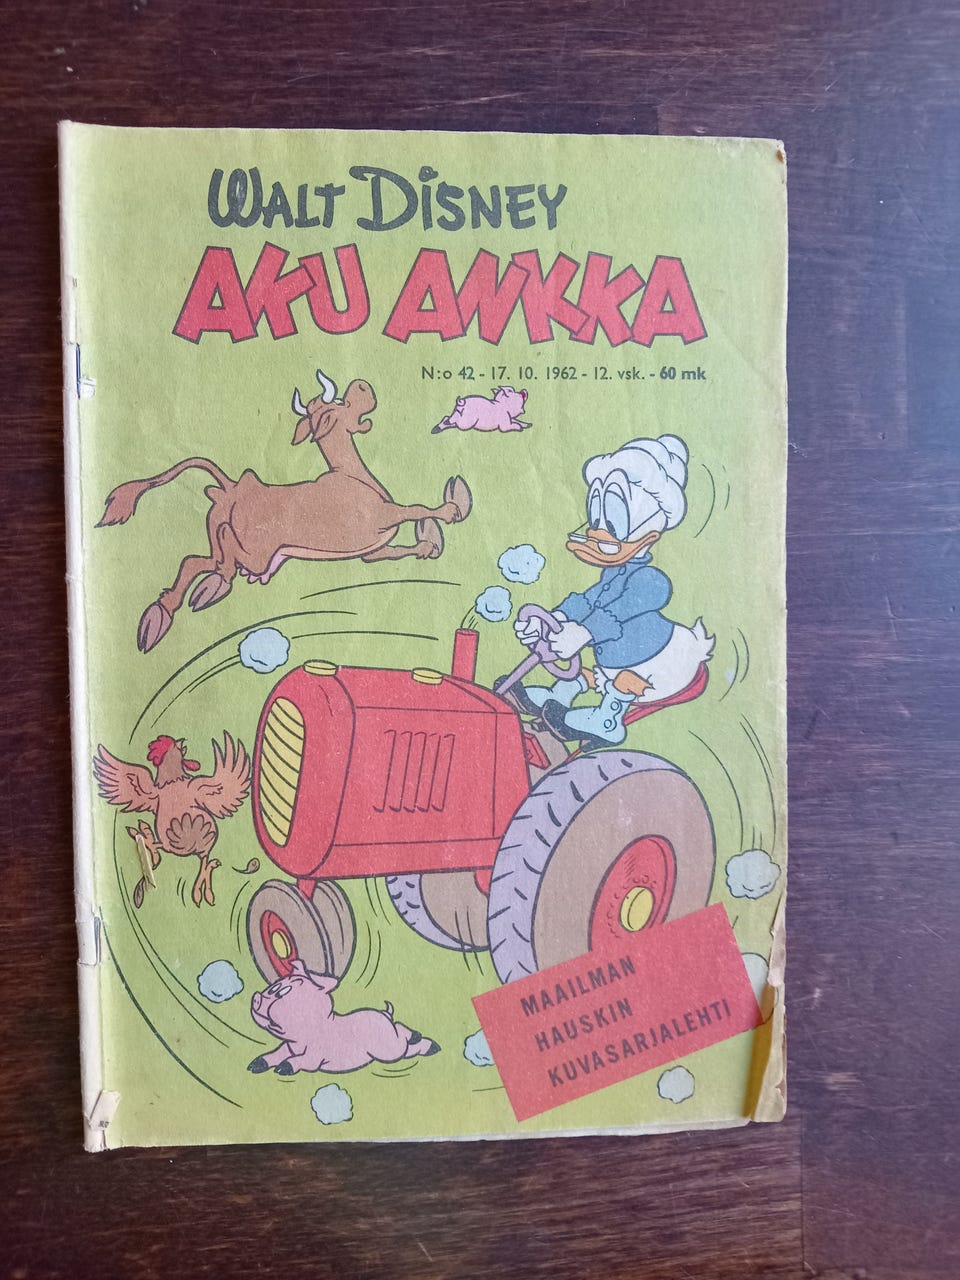 WALT DISNEY
AKU ANKKA
N:o 42 - 17. 10. 1962 - 12. vsk. - 60 mk
MAAILMAN
HAUSKIN
KUVASARJALEHTI